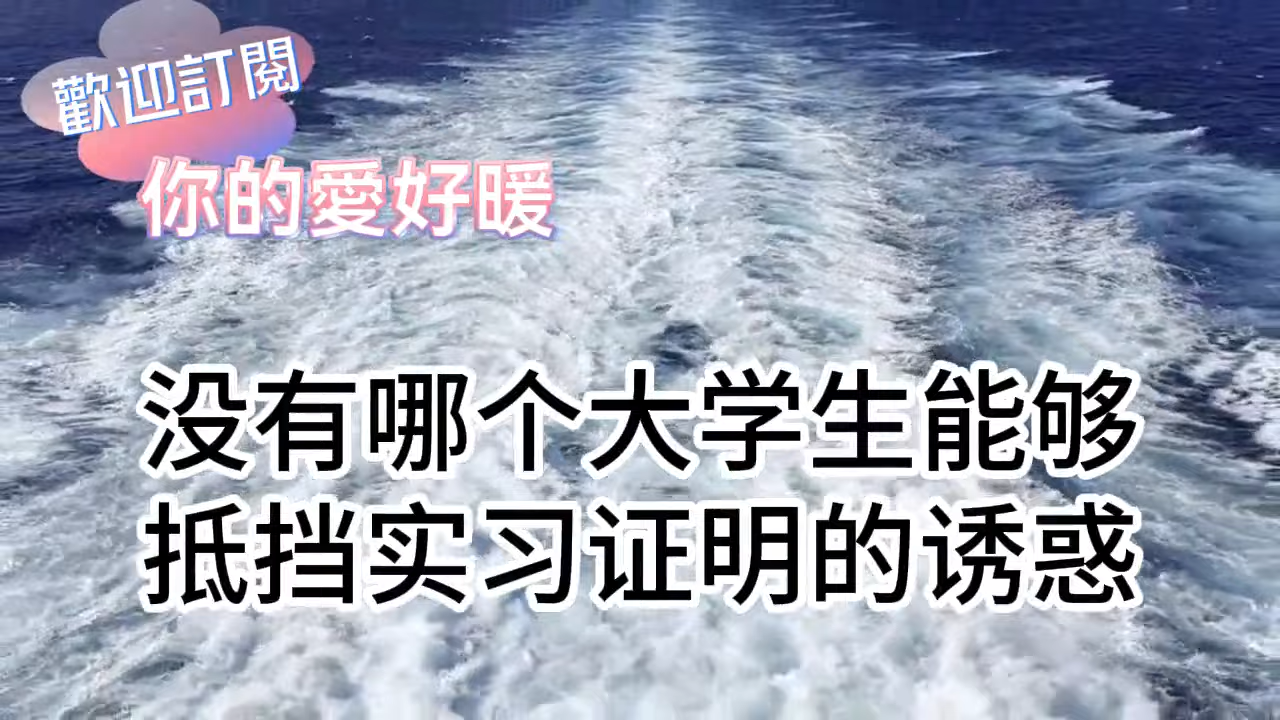 歡迎訂閱
你的愛好暖
没有哪个大学生能够
抵挡实习证明的诱惑